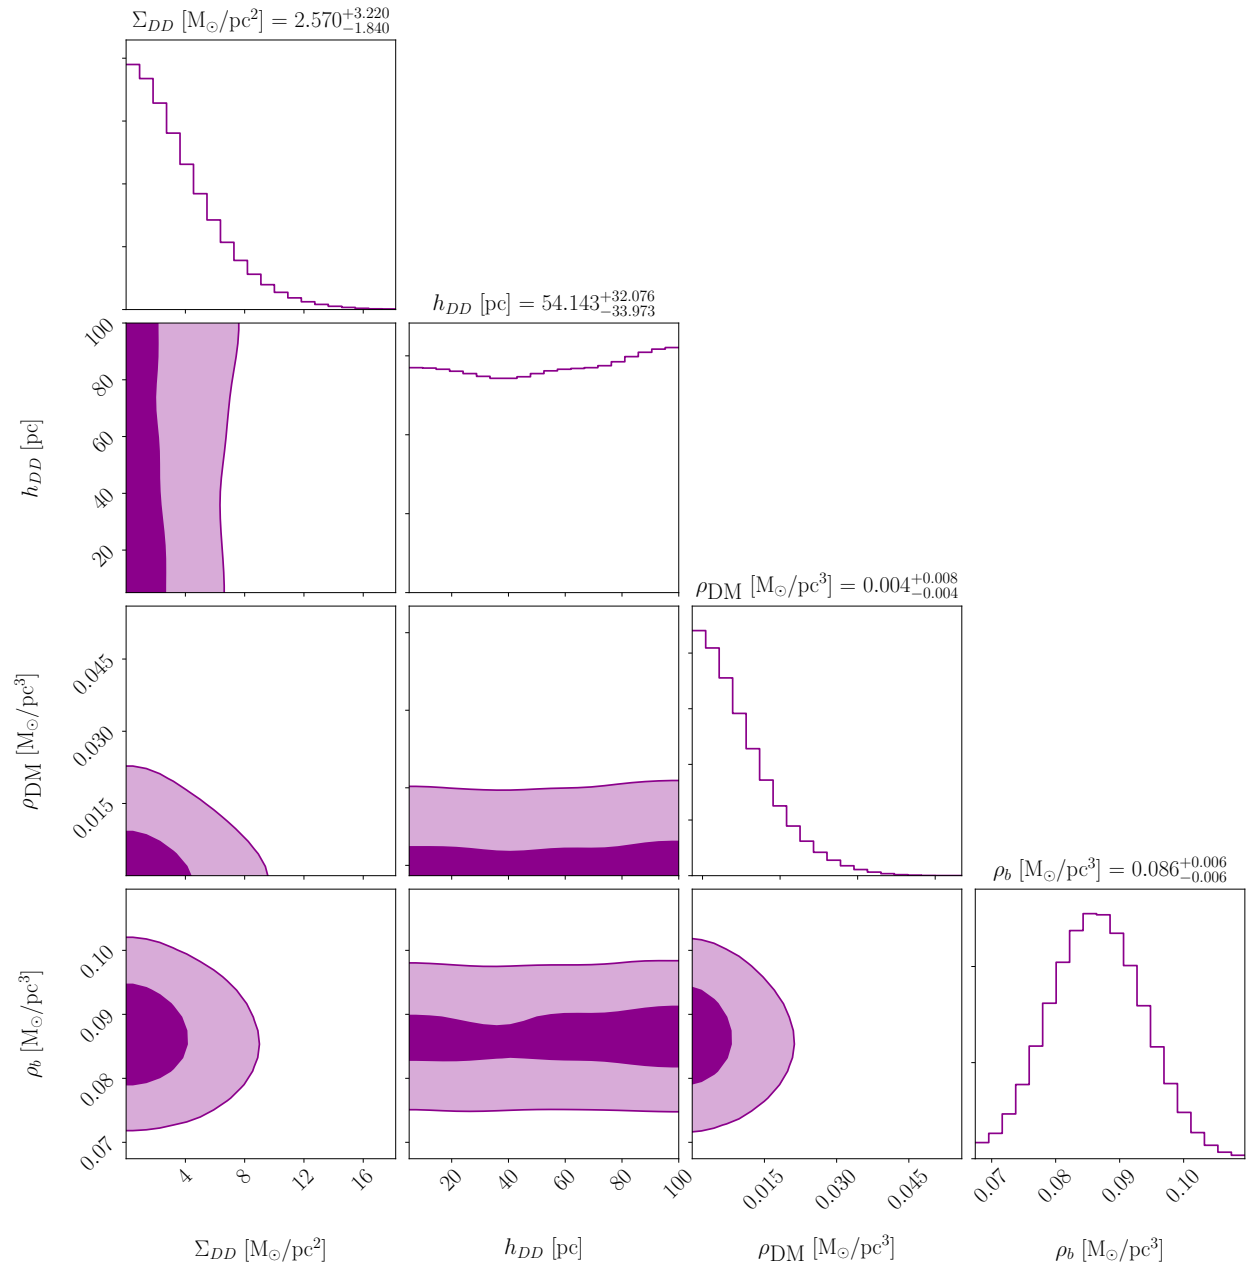 Σ_DD [M⊙/pc²] = 2.570^{+3.220}_{−1.840}
h_DD [pc] = 54.143^{+32.076}_{−33.973}
100
80
60
40
20
h_DD [pc]
ρ_DM [M⊙/pc³] = 0.004^{+0.008}_{−0.004}
0.045
0.030
0.015
ρ_DM [M⊙/pc³]
ρ_b [M⊙/pc³] = 0.086^{+0.006}_{−0.006}
0.10
0.09
0.08
0.07
ρ_b [M⊙/pc³]
4 8 12 16 20 40 60 80 100 0.015 0.030 0.045 0.07 0.08 0.09 0.10
Σ_DD [M⊙/pc²] h_DD [pc] ρ_DM [M⊙/pc³] ρ_b [M⊙/pc³]